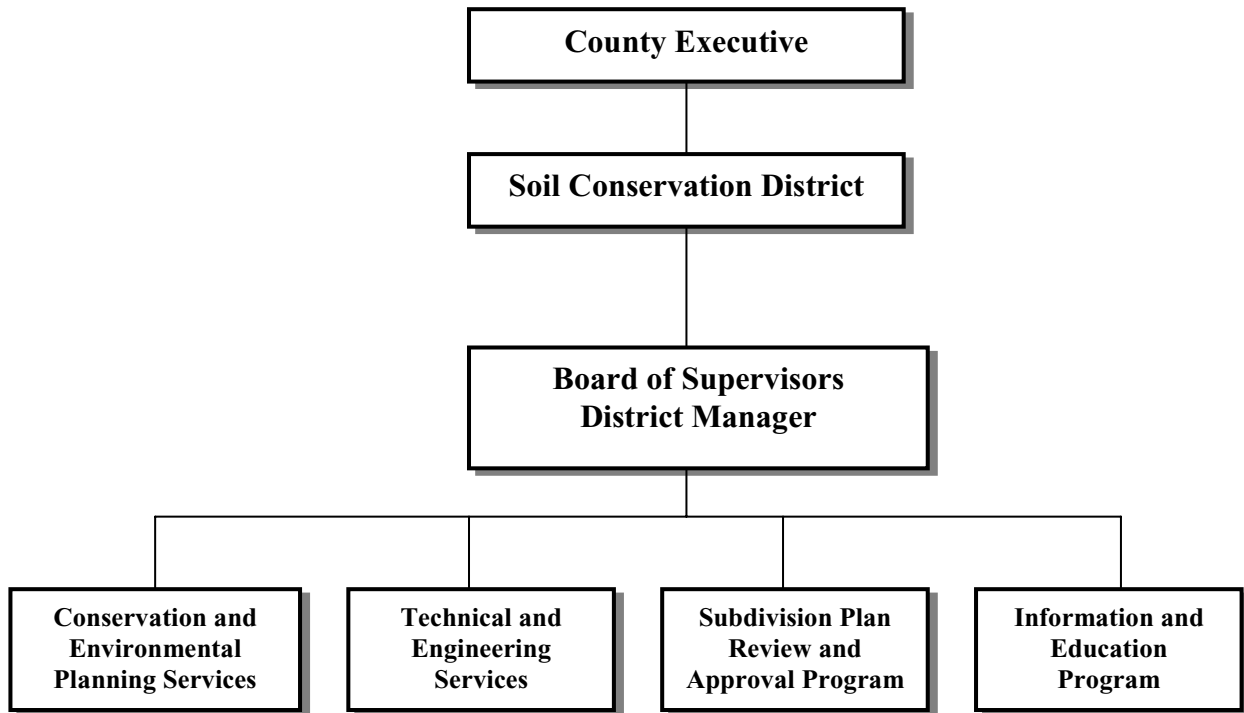 County Executive
Soil Conservation District
Board of Supervisors
District Manager
Conservation and
Environmental
Planning Services
Technical and
Engineering
Services
Subdivision Plan
Review and
Approval Program
Information and
Education
Program